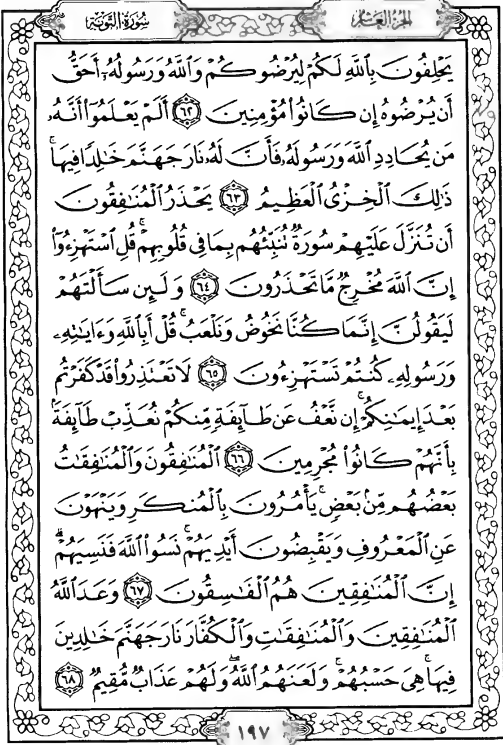 سُورَةُ التَّوْبَةِ
الجُزْءُ العَاشِرُ
يَحْلِفُونَ بِٱللَّهِ لَكُمْ لِيُرْضُوكُمْ وَٱللَّهُ وَرَسُولُهُۥٓ أَحَقُّ
أَن يُرْضُوهُ إِن كَانُوا۟ مُؤْمِنِينَ ٦٢ أَلَمْ يَعْلَمُوٓا۟ أَنَّهُۥ
مَن يُحَادِدِ ٱللَّهَ وَرَسُولَهُۥ فَأَنَّ لَهُۥ نَارَ جَهَنَّمَ خَـٰلِدًا فِيهَا ۚ
ذَٰلِكَ ٱلْخِزْىُ ٱلْعَظِيمُ ٦٣ يَحْذَرُ ٱلْمُنَـٰفِقُونَ
أَن تُنَزَّلَ عَلَيْهِمْ سُورَةٌ تُنَبِّئُهُم بِمَا فِى قُلُوبِهِمْ ۚ قُلِ ٱسْتَهْزِءُوٓا۟
إِنَّ ٱللَّهَ مُخْرِجٌ مَّا تَحْذَرُونَ ٦٤ وَلَئِن سَأَلْتَهُمْ
لَيَقُولُنَّ إِنَّمَا كُنَّا نَخُوضُ وَنَلْعَبُ ۚ قُلْ أَبِٱللَّهِ وَءَايَـٰتِهِۦ
وَرَسُولِهِۦ كُنتُمْ تَسْتَهْزِءُونَ ٦٥ لَا تَعْتَذِرُوا۟ قَدْ كَفَرْتُم
بَعْدَ إِيمَـٰنِكُمْ ۚ إِن نَّعْفُ عَن طَآئِفَةٍ مِّنكُمْ نُعَذِّبْ طَآئِفَةًۢ
بِأَنَّهُمْ كَانُوا۟ مُجْرِمِينَ ٦٦ ٱلْمُنَـٰفِقُونَ وَٱلْمُنَـٰفِقَـٰتُ
بَعْضُهُم مِّنۢ بَعْضٍ ۚ يَأْمُرُونَ بِٱلْمُنكَرِ وَيَنْهَوْنَ
عَنِ ٱلْمَعْرُوفِ وَيَقْبِضُونَ أَيْدِيَهُمْ ۚ نَسُوا۟ ٱللَّهَ فَنَسِيَهُمْ ۗ
إِنَّ ٱلْمُنَـٰفِقِينَ هُمُ ٱلْفَـٰسِقُونَ ٦٧ وَعَدَ ٱللَّهُ
ٱلْمُنَـٰفِقِينَ وَٱلْمُنَـٰفِقَـٰتِ وَٱلْكُفَّارَ نَارَ جَهَنَّمَ خَـٰلِدِينَ
فِيهَا ۚ هِىَ حَسْبُهُمْ ۚ وَلَعَنَهُمُ ٱللَّهُ ۖ وَلَهُمْ عَذَابٌ مُّقِيمٌ ٦٨
١٩٧